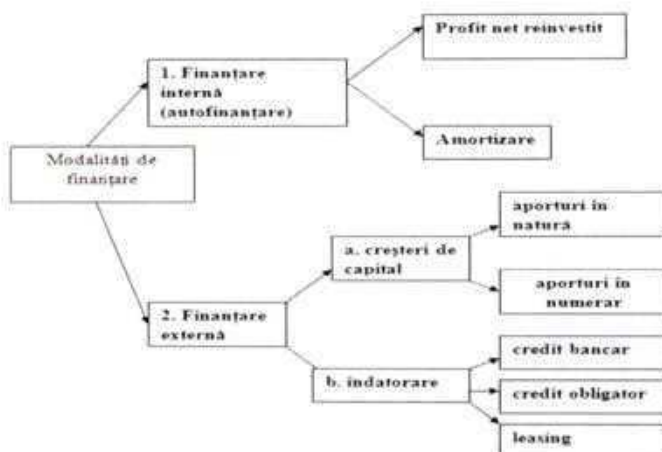 Modalități de
finanțare
1. Finanțare
internă
(autofinanțare)
Profit net reinvestit
Amortizare
2. Finanțare
externă
a. creșteri de
capital
aporturi în
natură
aporturi în
numerar
b. îndatorare
credit bancar
credit obligator
leasing